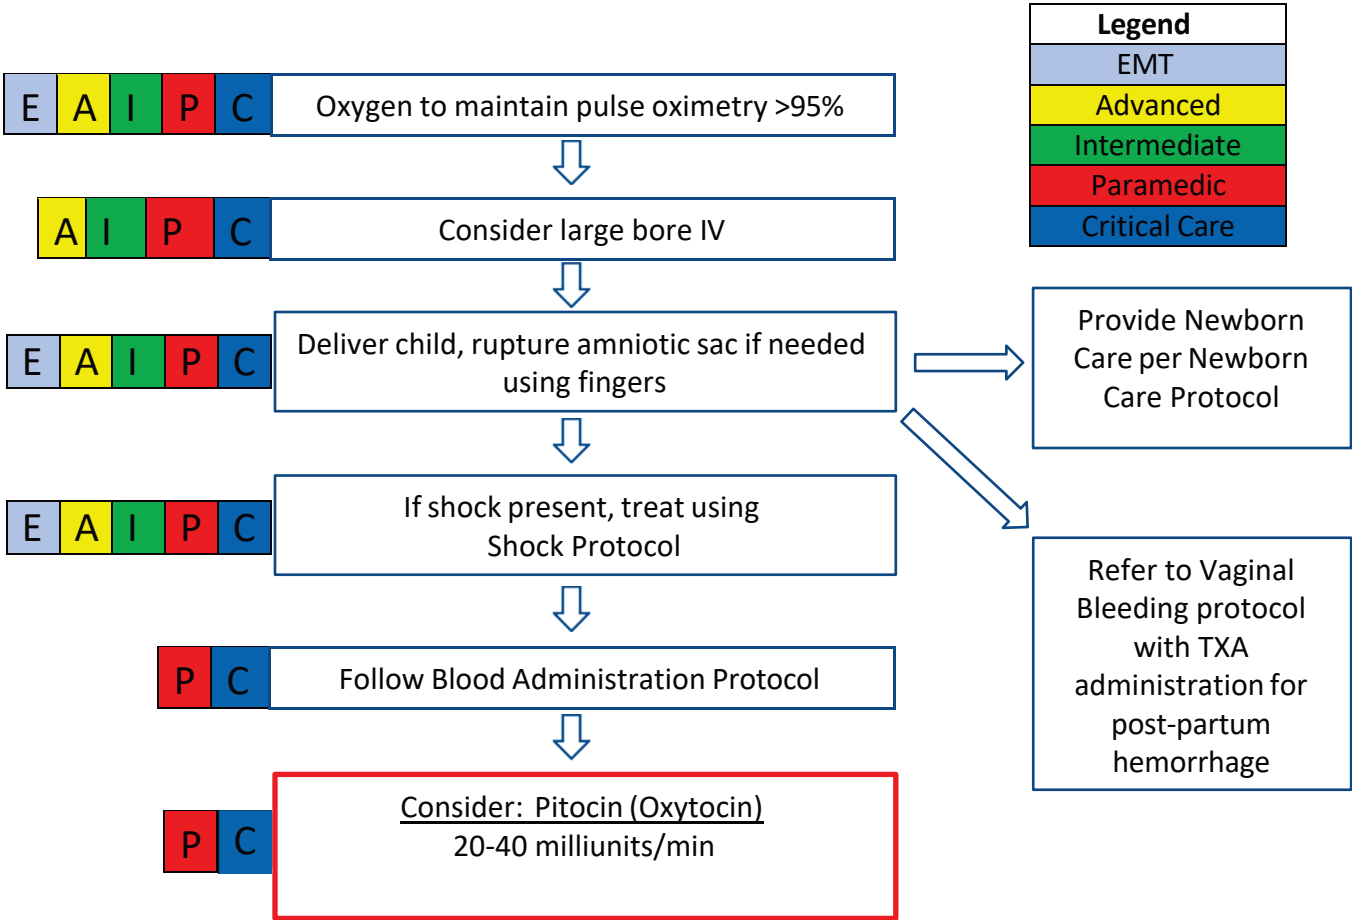 Legend
EMT
Advanced
Intermediate
Paramedic
Critical Care
E A I P C
Oxygen to maintain pulse oximetry >95%
A I P C
Consider large bore IV
E A I P C
Deliver child, rupture amniotic sac if needed
using fingers
Provide Newborn
Care per Newborn
Care Protocol
E A I P C
If shock present, treat using
Shock Protocol
Refer to Vaginal
Bleeding protocol
with TXA
administration for
post-partum
hemorrhage
P C
Follow Blood Administration Protocol
P C
Consider: Pitocin (Oxytocin)
20-40 milliunits/min